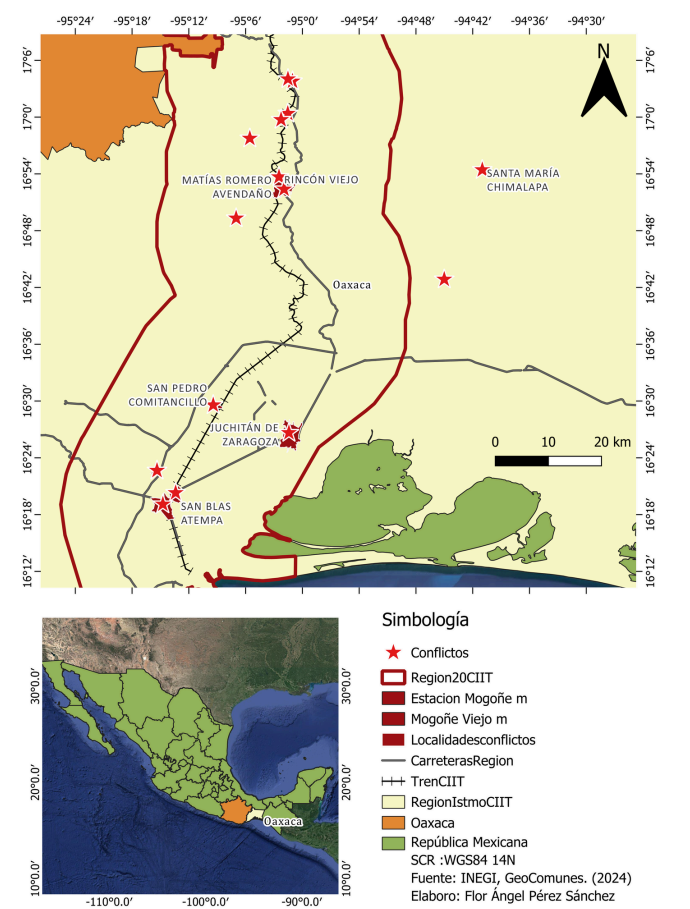 -95°24' -95°18' -95°12' -95°6' -95°0' -94°54' -94°48' -94°41' -94°36' -94°30'
17°6' 17°6'
N
17°0' 17°0'
16°54' 16°54'
MATÍAS ROMERO RINCÓN VIEJO
AVENDAÑO
SANTA MARÍA
CHIMALAPA
16°48' 16°48'
16°42' 16°42'
Oaxaca
16°36' 16°36'
SAN PEDRO
COMITANCILLO
16°30' 16°30'
JUCHITÁN DE
ZARAGOZA
0 10 20 km
16°24' 16°24'
SAN BLAS
ATEMPA
16°18' 16°18'
16°12' 16°12'
30°0.0' 30°0.0'
20°0.0' 20°0.0'
Oaxaca
10°0.0' 10°0.0'
-110°0.0' -100°0.0' -90°0.0'
Simbología
Conflictos
Region20CIIT
Estacion Mogoñe m
Mogoñe Viejo m
Localidadesconflictos
CarreterasRegion
TrenCIIT
RegionIstmoCIIT
Oaxaca
República Mexicana
SCR :WGS84 14N
Fuente: INEGI, GeoComunes. (2024)
Elaboro: Flor Ángel Pérez Sánchez